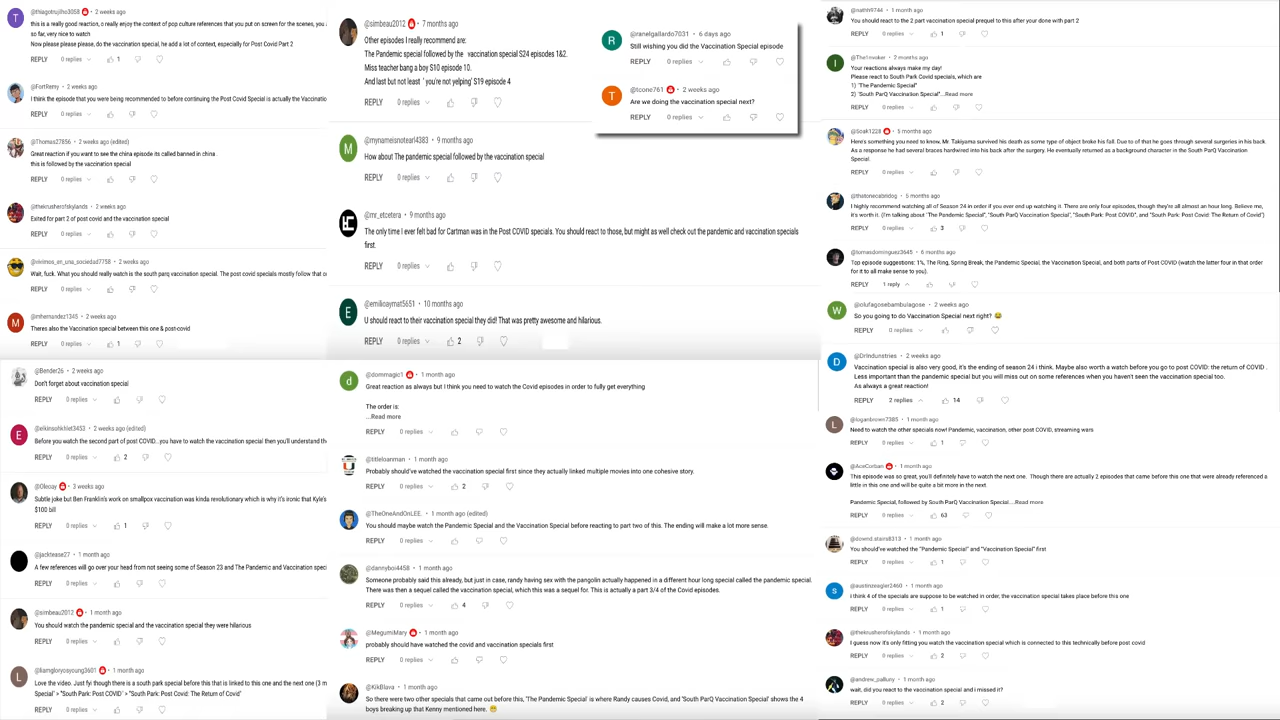 T
@thiagotrujilho3058 • 2 weeks ago
this is a really good reaction, o really enjoy the context of pop culture references that you put on screen for the scenes, you
so far, very nice to watch
Now please please please, do the vaccination special, he add a lot of context, especially for Post Covid Part 2
REPLY 0 replies 1
@FortRemy • 2 weeks ago
I think the episode that you were being recommended to before continuing the Post Covid Special is actually the Vaccinatio
REPLY 0 replies
@Thomas27856 • 2 weeks ago (edited)
Great reaction if you want to see the china episode its called banned in china .
this is followed by the vaccination special
REPLY 0 replies
@thekrusherofskylands • 2 weeks ago
Exited for part 2 of post covid and the vaccination special
REPLY 0 replies
@vivimos_en_una_sociedad7758 • 2 weeks ago
Wait, fuck. What you should really watch is the south parq vaccination special. The post covid specials mostly follow that o
REPLY 0 replies
M
@mhernandez1345 • 2 weeks ago
Theres also the Vaccination special between this one & post-covid
REPLY 0 replies 1
@Bender26 • 2 weeks ago
Don't forget about vaccination special
REPLY 0 replies
E
2 weeks ago (edited)
Before you watch the second part of post COVID...you have to watch the vaccination special then you'll understand the
REPLY 0 replies 2
3 weeks ago
Subtle joke but Ben Franklin's work on smallpox vaccination was kinda revolutionary which is why it's ironic that Kyle's
$100 bill
REPLY 0 replies 1
@jacktease27 • 1 month ago
A few references will go over your head from not seeing some of Season 23 and The Pandemic and Vaccination speci
REPLY 0 replies
@simbeau2012 • 1 month ago
You should watch the pandemic and vaccination special they were hilarious
REPLY 0 replies
L
@liamgloryosyoung3601 • 1 month ago
Love the video. Just fyi though there is a south park special before this that is linked to this one and the next one (3 m
Special' > "South Park: Post COVID' > "South Park: Post Covid: The Return of Covid"
REPLY 0 replies
@simbeau2012 • 7 months ago
Other episodes I really recommend are:
The Pandemic special followed by the vaccination special S24 episodes 1&2.
Miss teacher bang a boy S10 episode 10.
And last but not least ' you're not yelping' S19 episode 4
REPLY 0 replies
M
@mynameisnotearl4383 • 9 months ago
How about The pandemic special followed by the vaccination special
REPLY 0 replies
@mr_etcetera • 9 months ago
The only time I ever felt bad for Cartman was in the Post COVID specials. You should react to those, but might as well check out the pandemic and vaccination specials
first.
REPLY 0 replies
E
@emilioaymat5651 • 10 months ago
U should react to their vaccination special they did! That was pretty awesome and hilarious.
REPLY 0 replies 2
R
@ranelgallardo7031 • 6 days ago
Still wishing you did the Vaccination Special episode
REPLY 0 replies
T
@tcone761 • 2 weeks ago
Are we doing the vaccination special next?
REPLY 0 replies
d
@dommagic1 • 1 month ago
Great reaction as always but I think you need to watch the Covid episodes in order to fully get everything
The order is:
...Read more
REPLY 0 replies
@titleloanman • 1 month ago
Probably should've watched the vaccination special first since they actually linked multiple movies into one cohesive story.
REPLY 0 replies 2
@TheOneAndOnLEE. • 1 month ago (edited)
You should maybe watch the Pandemic Special and the Vaccination Special before reacting to part two of this. The ending will make a lot more sense.
REPLY 0 replies
@dannyboi4458 • 1 month ago
Someone probably said this already, but just in case, randy having sex with the pangolin actually happened in a different hour long special called the pandemic special.
There was then a sequel called the vaccination special, which this was a sequel for. This is actually a part 3/4 of the Covid episodes.
REPLY 0 replies 4
@MegumiMary • 1 month ago
probably should have watched the covid and vaccination specials first
REPLY 0 replies
@KikBlava • 1 month ago
So there were two other specials that came out before this, 'The Pandemic Special' is where Randy causes Covid, and 'South ParQ Vaccination Special' shows the 4
boys breaking up that Kenny mentioned here. 😁
REPLY 0 replies
@nathh9744 • 1 month ago
You should react to the 2 part vaccination special prequel to this after your done with part 2
REPLY 0 replies 1
I
@The1nvoker • 2 months ago
Your reactions always make my day!
Please react to South Park Covid specials, which are
1) "The Pandemic Special"
2) "South ParQ Vaccination Special"...Read more
REPLY 0 replies
@Soak1228 • 5 months ago
Here's something you need to know, Mr. Takiyama survived his death as some type of object broke his fall. Due to that he goes through several surgeries in his back.
As a response he had several braces hardwired into his back after the surgery. He eventually returned as a background character in the South ParQ Vaccination
Special.
REPLY 0 replies
@thatonecabridog • 5 months ago
I highly recommend watching all of Season 24 in order if you ever end up watching it. There are only four episodes, though they're all almost an hour long. Believe me,
it's worth it. (I'm talking about "The Pandemic Special", "South ParQ Vaccination Special", "South Park: Post COVID", and "South Park: Post Covid: The Return of Covid")
REPLY 0 replies 3
@lomasdominguez3645 • 6 months ago
Top episode suggestions: 1%, The Ring, Spring Break, the Pandemic Special, the Vaccination Special, and both parts of Post COVID (watch the latter four in that order
for it to all make sense to you).
REPLY 1 reply
W
@olufagosebambulagose • 2 weeks ago
So you going to do Vaccination Special next right? 😂
REPLY 0 replies
D
@DrIndunstries • 2 weeks ago
Vaccination special is also very good, it's the ending of season 24 i think. Maybe also worth a watch before you go to post COVID: the return of COVID .
Less important than the pandemic special but you will miss out on some references when you haven't seen the vaccination special too.
As always a great reaction!
REPLY 2 replies 14
L
@loganbrown7385 • 1 month ago
Need to watch the other specials now! Pandemic, vaccination, other post COVID, streaming wars
REPLY 0 replies 1
@AceCorban • 1 month ago
This episode was so great, you'll definitely have to watch the next one. Though there are actually 2 episodes that came before this one that were already referenced a
little in this one and will be quite a bit more in the next
Pandemic Special, followed by South ParQ Vaccination Special....Read more
REPLY 0 replies 63
@downd.stairs8313 • 1 month ago
You should've watched the "Pandemic Special" and "Vaccination Special" first
REPLY 0 replies 1
S
@austinzeagler2460 • 1 month ago
i think 4 of the specials are suppose to be watched in order, the vaccination special takes place before this one
REPLY 0 replies 1
@thekrusherofskylands • 1 month ago
I guess now it's only fitting you watch the vaccination special which is connected to this technically before post covid
REPLY 0 replies 2
@andrew_palluny • 1 month ago
wait, did you react to the vaccination special and i missed it?
REPLY 0 replies 2